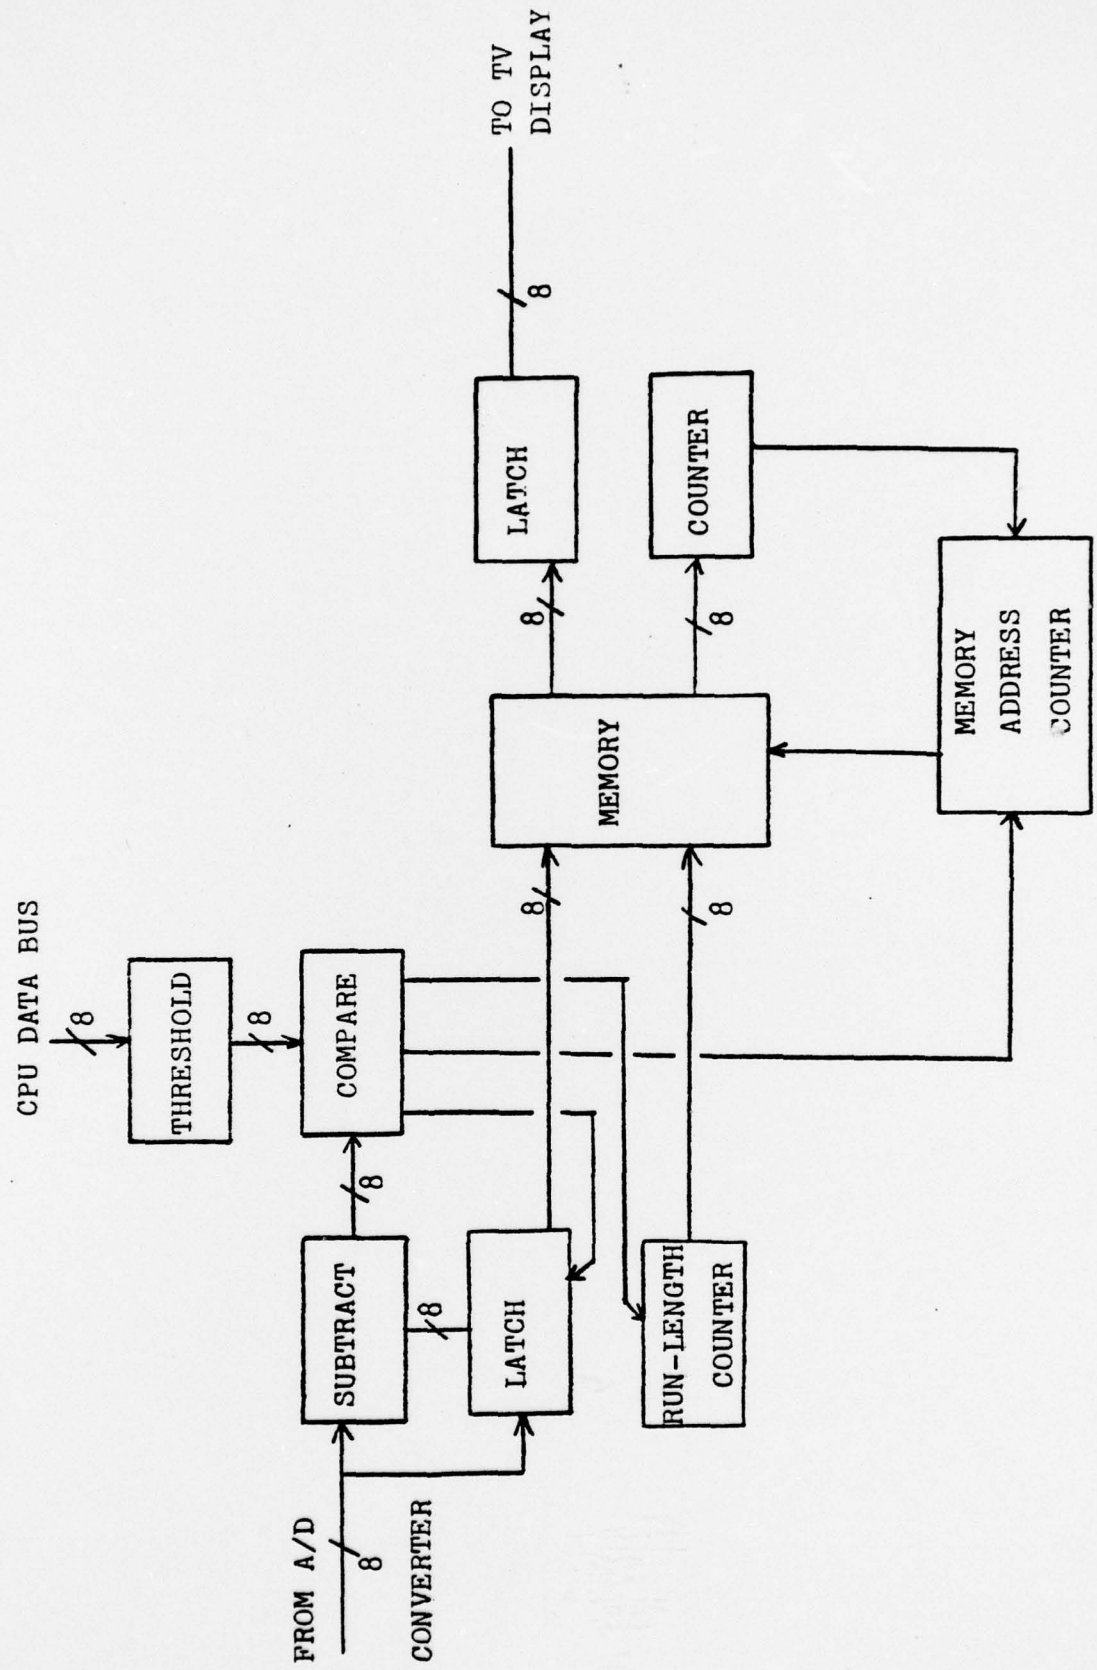 CPU DATA BUS
8
THRESHOLD
8
FROM A/D
8
CONVERTER
SUBTRACT
8
COMPARE
8
LATCH
8
8
LATCH
8
TO TV
DISPLAY
RUN-LENGTH
COUNTER
8
MEMORY
8
COUNTER
MEMORY
ADDRESS
COUNTER